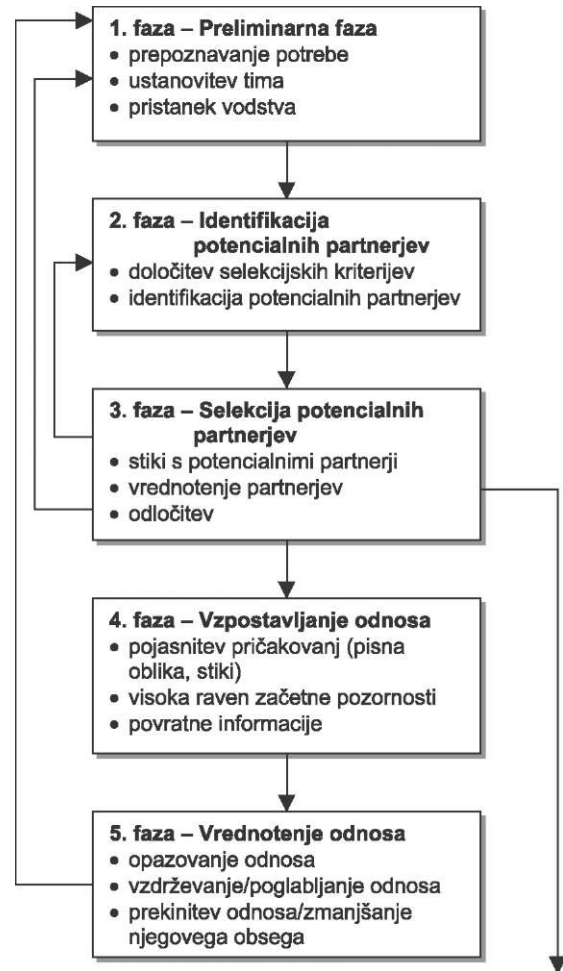 1. faza – Preliminarna faza
• prepoznavanje potrebe
• ustanovitev tima
• pristanek vodstva
2. faza – Identifikacija
potencialnih partnerjev
• določitev selekcijskih kriterijev
• identifikacija potencialnih partnerjev
3. faza – Selekcija potencialnih
partnerjev
• stiki s potencialnimi partnerji
• vrednotenje partnerjev
• odločitev
4. faza – Vzpostavljanje odnosa
• pojasnitev pričakovanj (pisna
oblika, stiki)
• visoka raven začetne pozornosti
• povratne informacije
5. faza – Vrednotenje odnosa
• opazovanje odnosa
• vzdrževanje/poglabljanje odnosa
• prekinitev odnosa/zmanjšanje
njegovega obsega